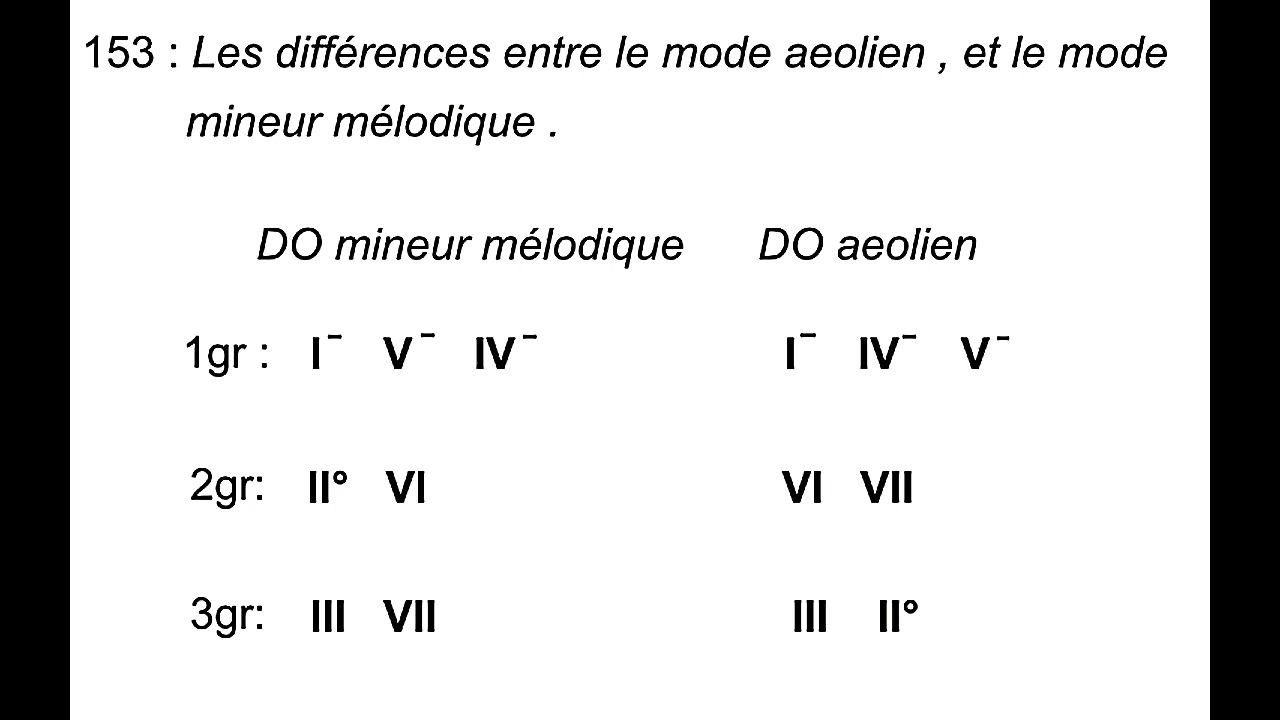 153 : Les différences entre le mode aeolien , et le mode
mineur mélodique .
DO mineur mélodique DO aeolien
1gr : I⁻ V⁻ IV⁻ I⁻ IV⁻ V⁻
2gr: II° VI VI VII
3gr: III VII III II°